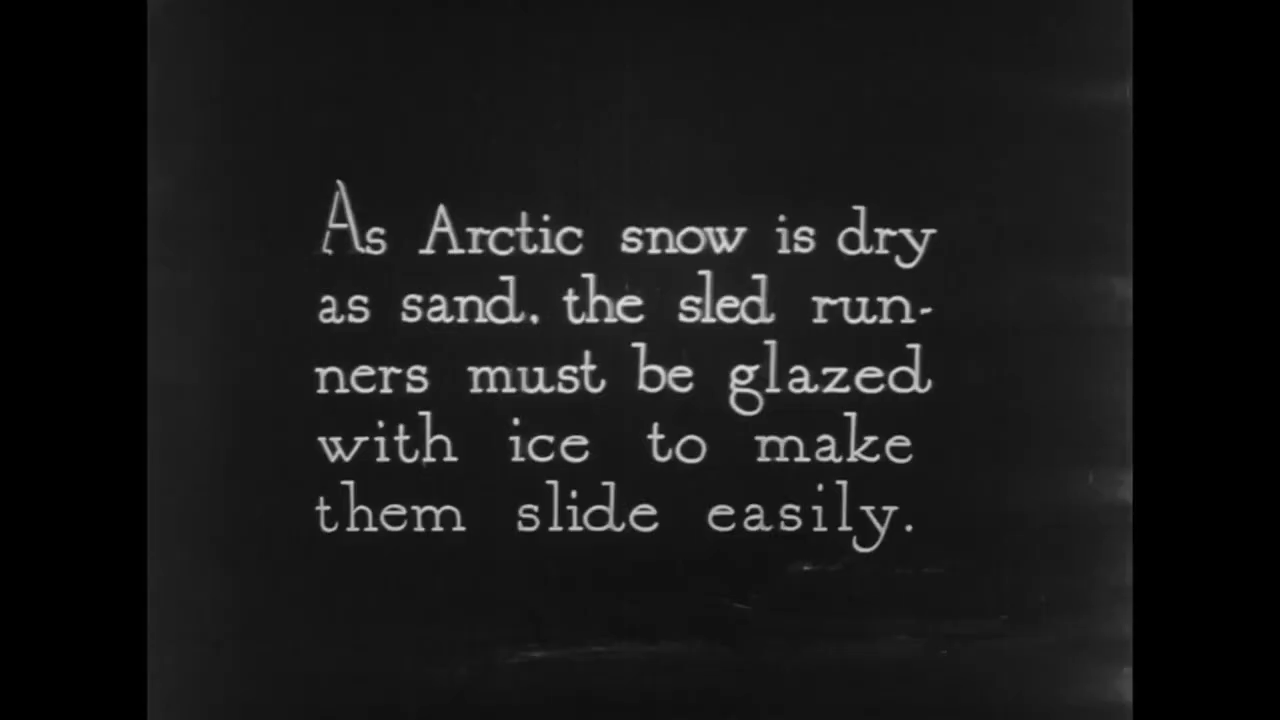 As Arctic snow is dry
as sand, the sled run-
ners must be glazed
with ice to make
them slide easily.